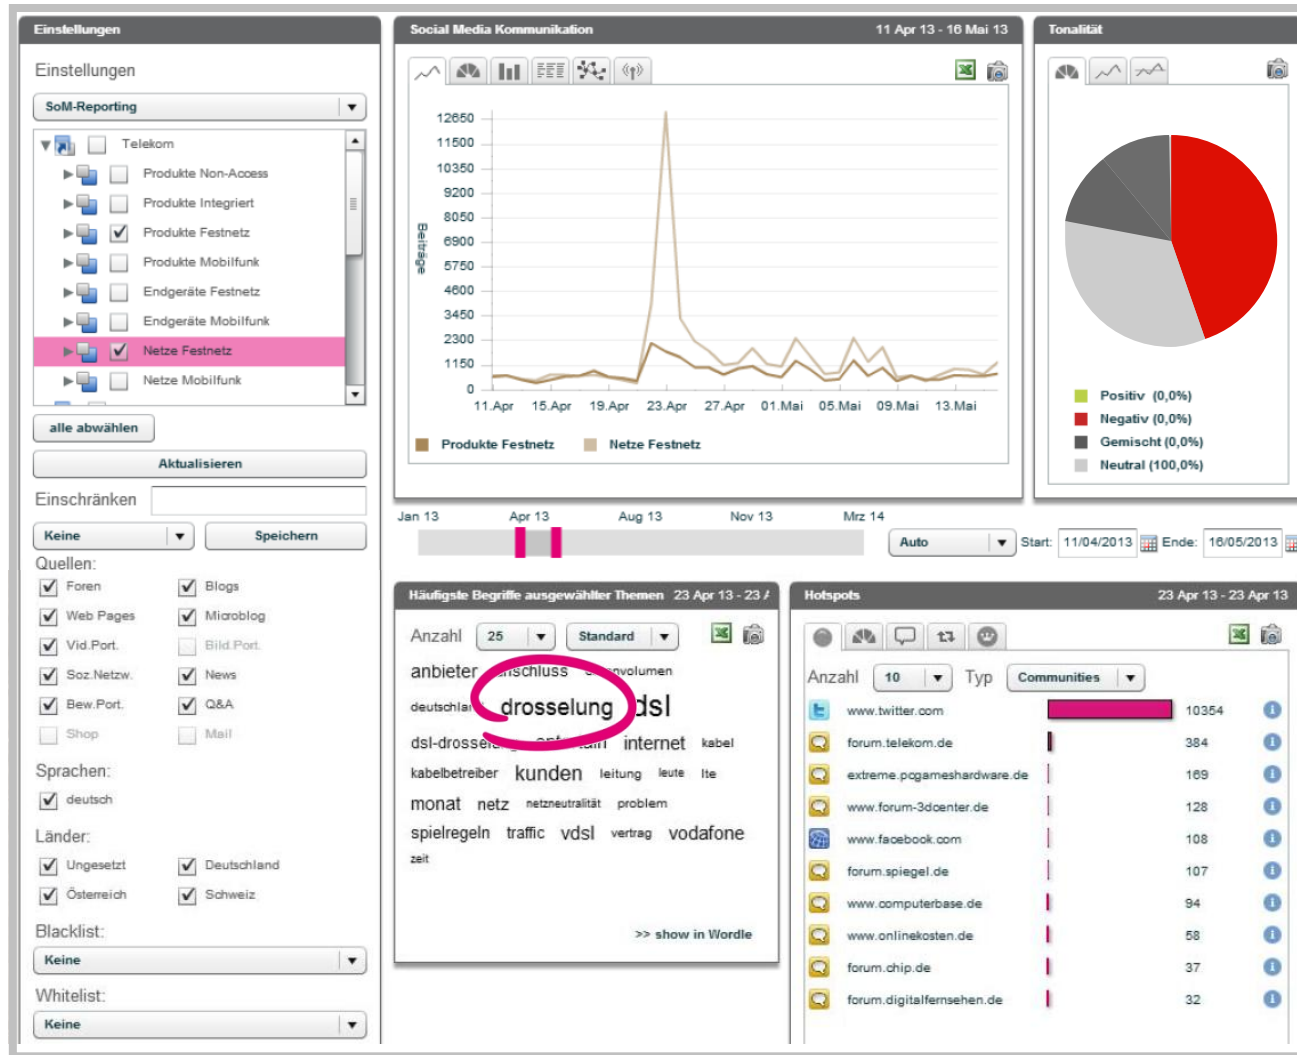 Einstellungen
Einstellungen
SoM-Reporting
Telekom
Produkte Non-Access
Produkte Integriert
Produkte Festnetz
Produkte Mobilfunk
Endgeräte Festnetz
Endgeräte Mobilfunk
Netze Festnetz
Netze Mobilfunk
alle abwählen
Aktualisieren
Einschränken
Keine
Speichern
Quellen:
Foren
Blogs
Web Pages
Microblog
Vid.Port.
Bild.Port.
Soz.Netzw.
News
Bew.Port.
Q&A
Shop
Mail
Sprachen:
deutsch
Länder:
Ungesetzt
Deutschland
Österreich
Schweiz
Blacklist:
Keine
Whitelist:
Keine
Social Media Kommunikation 11 Apr 13 - 16 Mai 13
Beiträge
12650
11500
10350
9200
8050
6900
5750
4600
3450
2300
1150
0
11.Apr 15.Apr 19.Apr 23.Apr 27.Apr 01.Mai 05.Mai 09.Mai 13.Mai
Produkte Festnetz Netze Festnetz
Tonalität
Positiv (0,0%)
Negativ (0,0%)
Gemischt (0,0%)
Neutral (100,0%)
Jan 13 Apr 13 Aug 13 Nov 13 Mrz 14
Auto Start: 11/04/2013 Ende: 16/05/2013
Häufigste Begriffe ausgewählter Themen 23 Apr 13 - 23
Anzahl 25 Standard
anbieter
deutschland drosselung dsl
internet kabel
kabelbetreiber kunden leitung leute lte
monat netz netzneutralität problem
spielregeln traffic vdsl vertrag vodafone
zeit
>> show in Wordle
Hotspots 23 Apr 13 - 23 Apr 13
Anzahl 10 Typ Communities
www.twitter.com 10354
forum.telekom.de 384
extreme.pcgameshardware.de 169
www.forum-3dcenter.de 128
www.facebook.com 108
forum.spiegel.de 107
www.computerbase.de 94
www.onlinekosten.de 58
forum.chip.de 37
forum.digitalfernsehen.de 32